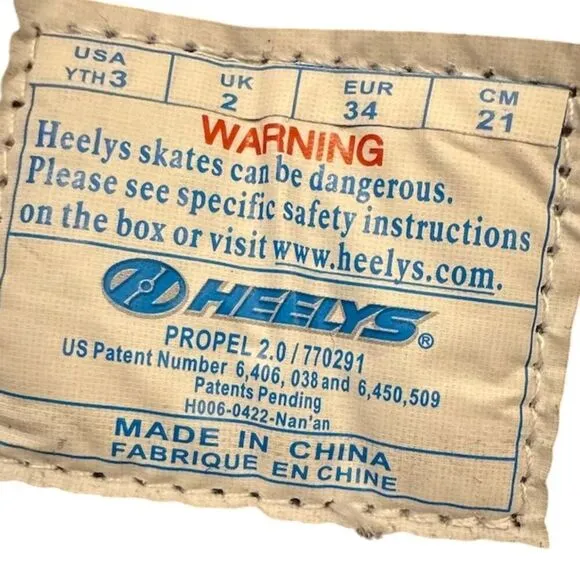 USA UK EUR CM
YTH 3 2 34 21
WARNING
Heelys skates can be dangerous.
Please see specific safety instructions
on the box or visit www.heelys.com.
HEELYS®
PROPEL 2.0 / 770291
US Patent Number 6,406, 038 and 6,450,509
Patents Pending
H006-0422-Nan'an
MADE IN CHINA
FABRIQUE EN CHINE